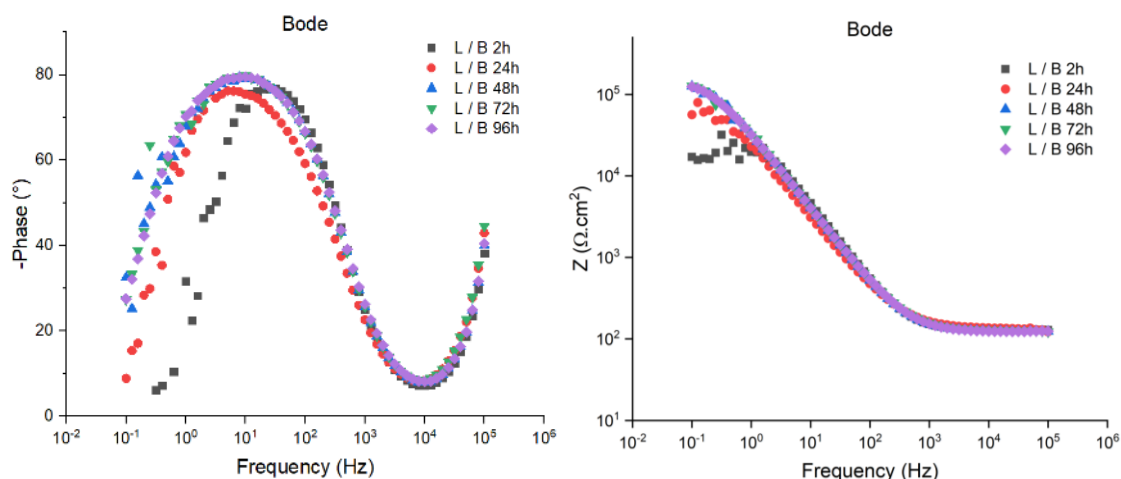 Bode
-Phase (°)
80
60
40
20
0
L / B 2h
L / B 24h
L / B 48h
L / B 72h
L / B 96h
10-2 10-1 100 101 102 103 104 105 106
Frequency (Hz)
Bode
Z (Ω.cm2)
105
104
103
102
101
L / B 2h
L / B 24h
L / B 48h
L / B 72h
L / B 96h
10-2 10-1 100 101 102 103 104 105 106
Frequency (Hz)